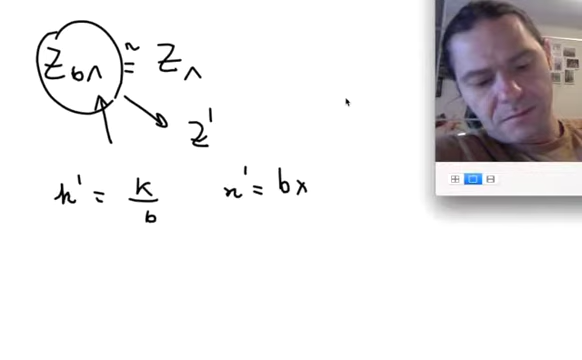 Z_{bΛ} ≅ Z_Λ
Z'
k' = k/b x' = bx